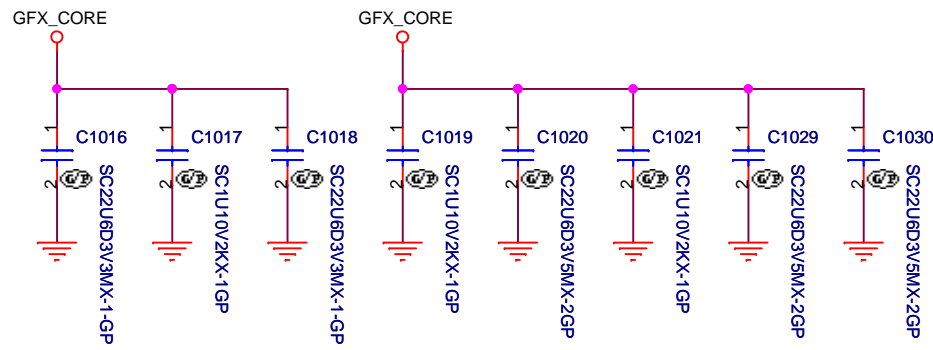 GFX_CORE
GFX_CORE
1
C1016
2
G/P
SC22U6D3V3MX-1-GP
1
C1017
2
G/P
SC1U10V2KX-1GP
1
C1018
2
G/P
SC22U6D3V3MX-1-GP
1
C1019
2
G/P
SC1U10V2KX-1GP
1
C1020
2
G/P
SC22U6D3V5MX-2GP
1
C1021
2
G/P
SC1U10V2KX-1GP
1
C1029
2
G/P
SC22U6D3V5MX-2GP
1
C1030
2
G/P
SC22U6D3V5MX-2GP